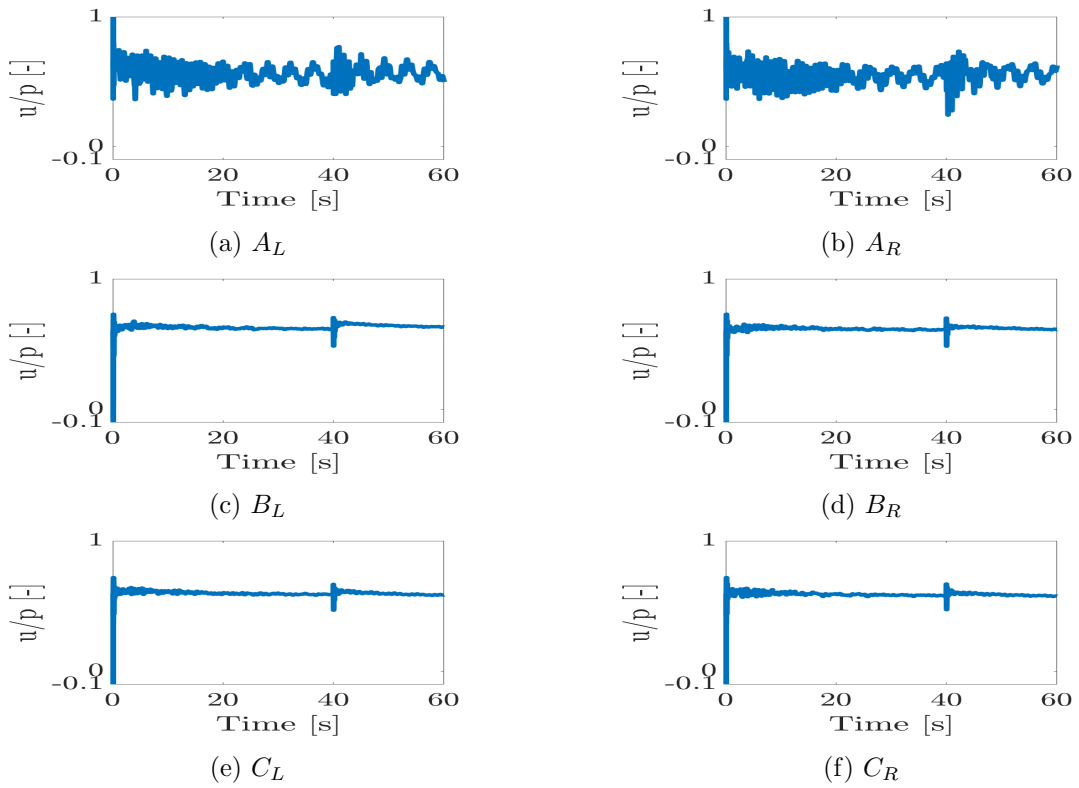 1
u/p [-]
0
-0.1
0 20 40 60
Time [s]
(a) A_L
1
u/p [-]
0
-0.1
0 20 40 60
Time [s]
(b) A_R
1
u/p [-]
0
-0.1
0 20 40 60
Time [s]
(c) B_L
1
u/p [-]
0
-0.1
0 20 40 60
Time [s]
(d) B_R
1
u/p [-]
0
-0.1
0 20 40 60
Time [s]
(e) C_L
1
u/p [-]
0
-0.1
0 20 40 60
Time [s]
(f) C_R